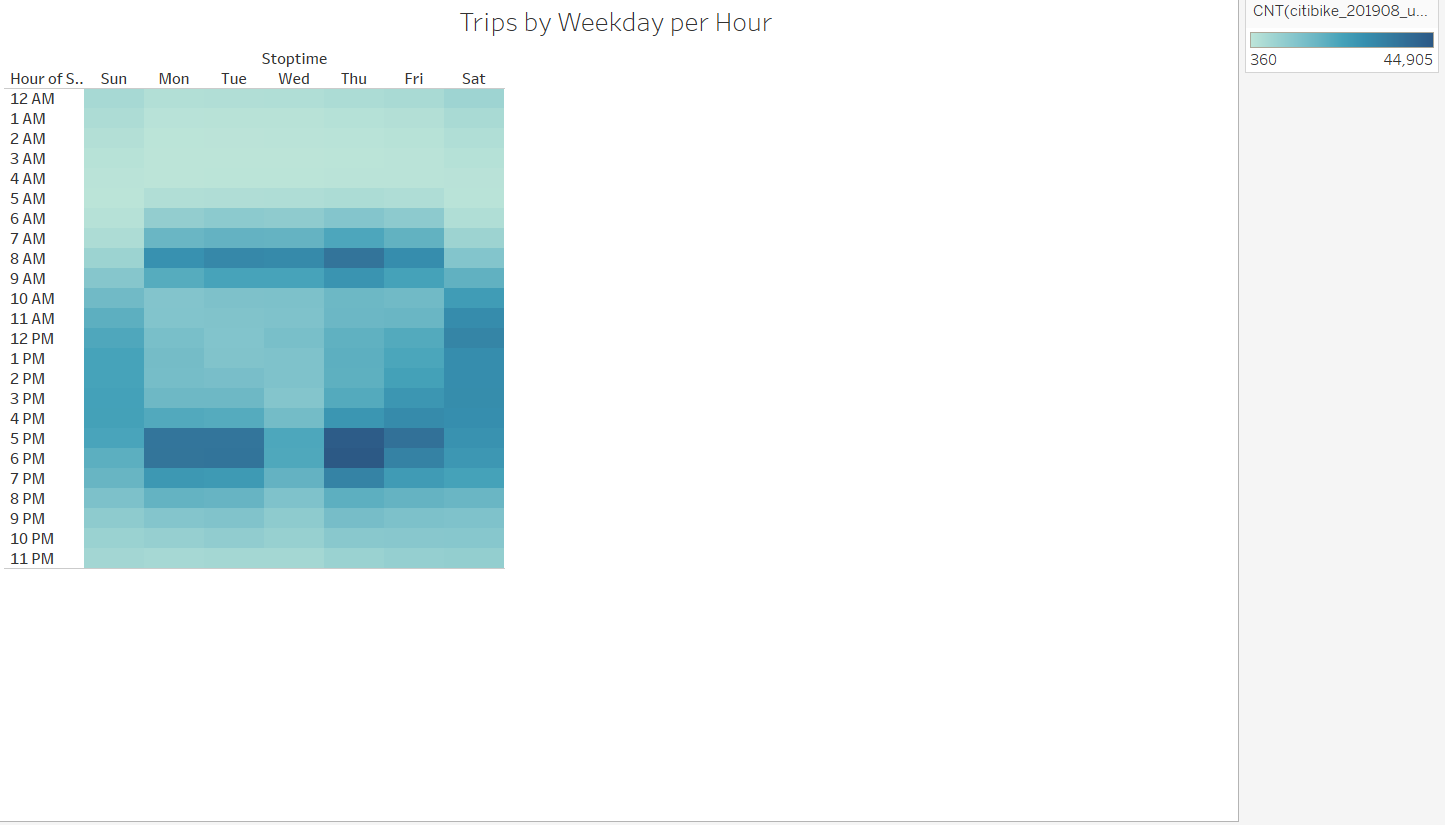 Trips by Weekday per Hour
CNT(citibike_201908_u...
360 44,905
Stoptime
Hour of S.. Sun Mon Tue Wed Thu Fri Sat
12 AM
1 AM
2 AM
3 AM
4 AM
5 AM
6 AM
7 AM
8 AM
9 AM
10 AM
11 AM
12 PM
1 PM
2 PM
3 PM
4 PM
5 PM
6 PM
7 PM
8 PM
9 PM
10 PM
11 PM